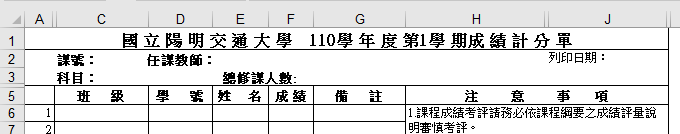 A C D E F G H J
1 國立陽明交通大學 110學年度第1學期成績計分單
2 課號： 任課教師： 列印日期：
3 科目： 總修課人數:
5 班 級 學 號 姓 名 成績 備 註 注 意 事 項
6 1 1.課程成績考評請務必依課程綱要之成績評量說
7 2 明審慎考評。